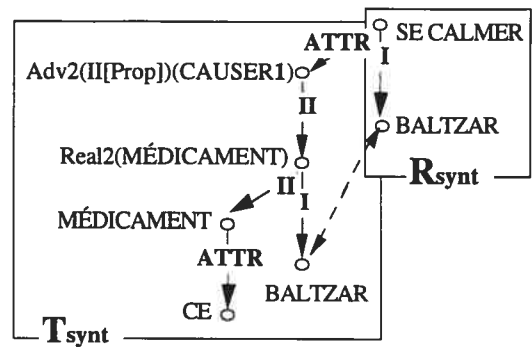 SE CALMER
ATTR
I
Adv2(II[Prop])(CAUSER1)
II
BALTZAR
Real2(MÉDICAMENT)
Rsynt
II
I
MÉDICAMENT
ATTR
BALTZAR
CE
Tsynt